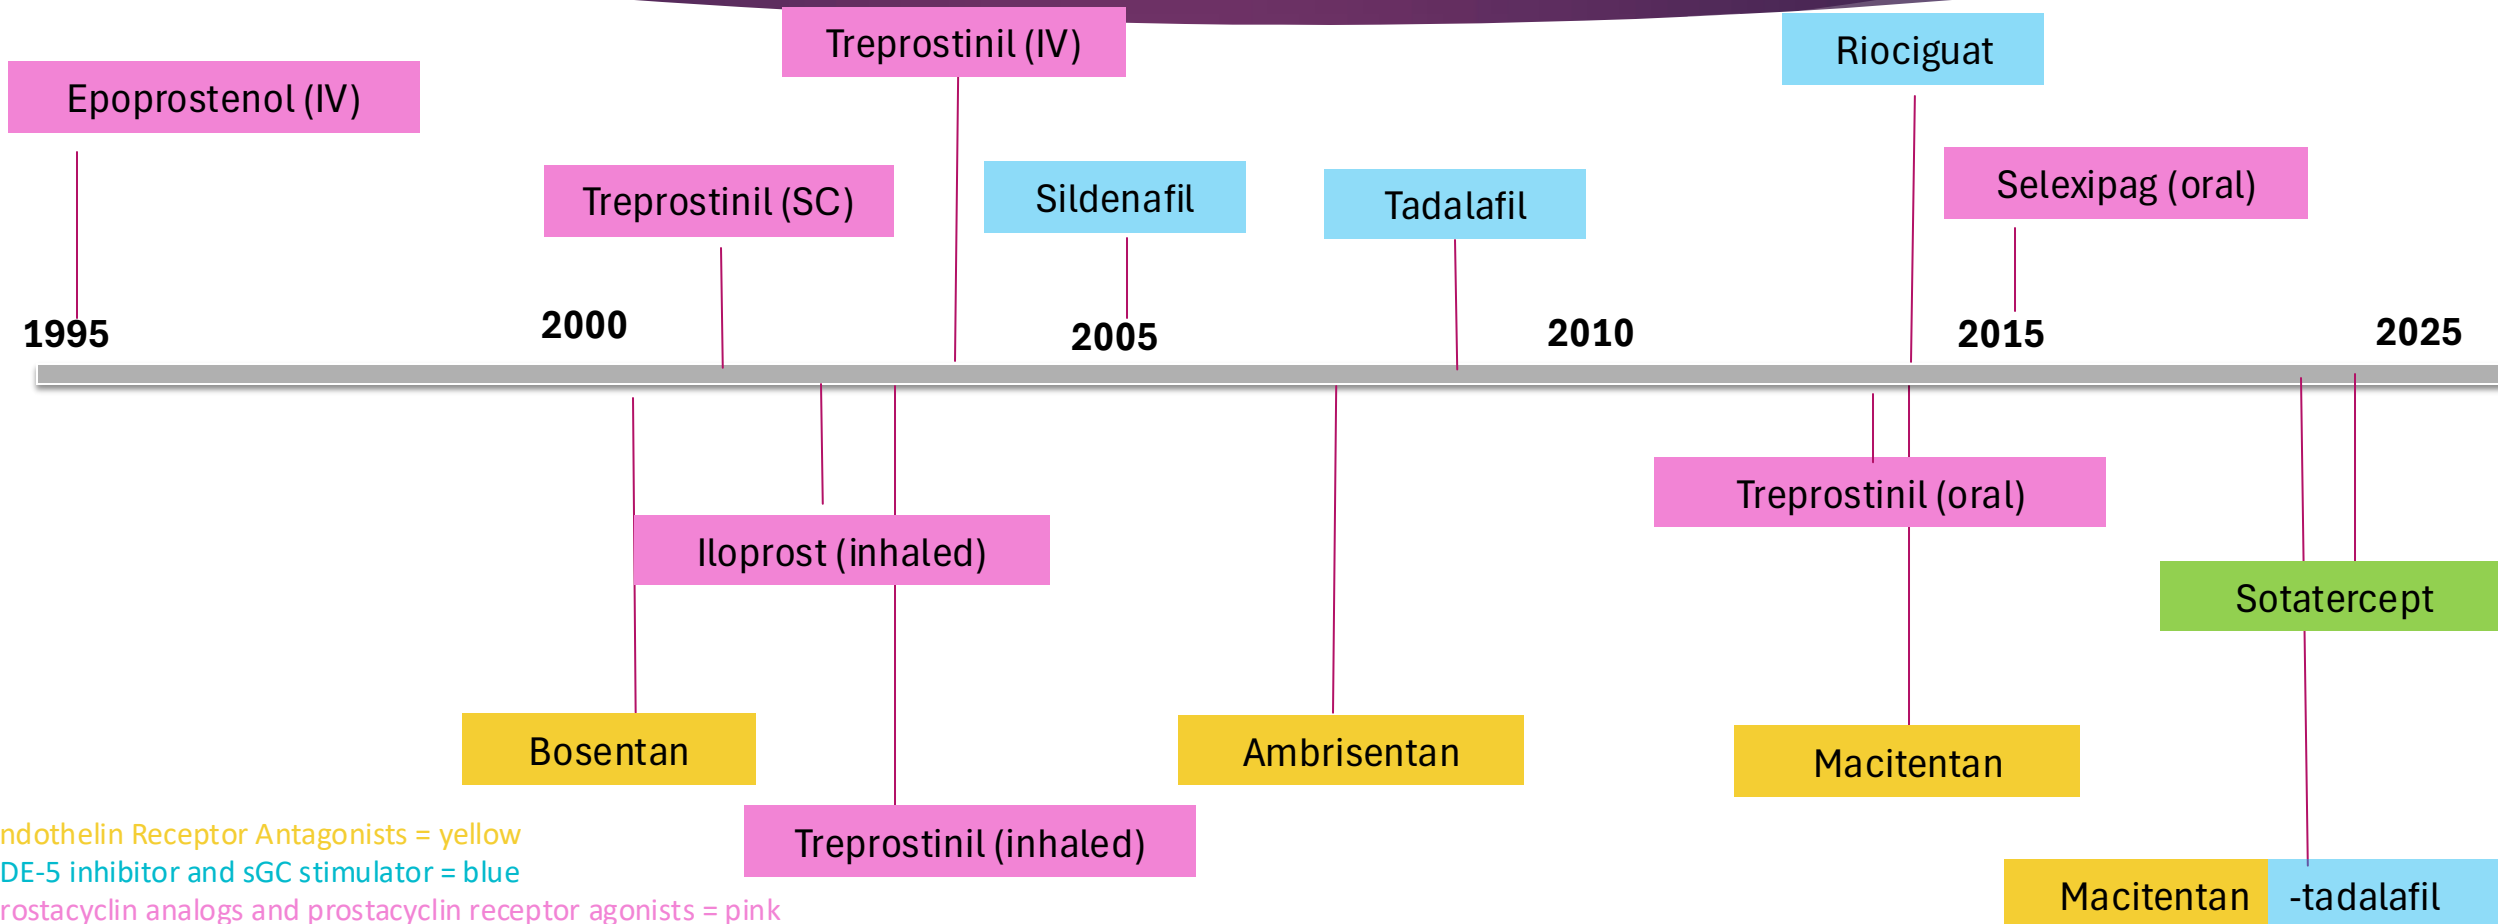 Treprostinil (IV)
Riociguat
Epoprostenol (IV)
Treprostinil (SC)
Sildenafil
Tadalafil
Selexipag (oral)
1995
2000
2005
2010
2015
2025
Treprostinil (oral)
Iloprost (inhaled)
Sotatercept
Bosentan
Ambrisentan
Macitentan
Treprostinil (inhaled)
Macitentan -tadalafil
ndothelin Receptor Antagonists = yellow
DE-5 inhibitor and sGC stimulator = blue
rostacyclin analogs and prostacyclin receptor agonists = pink